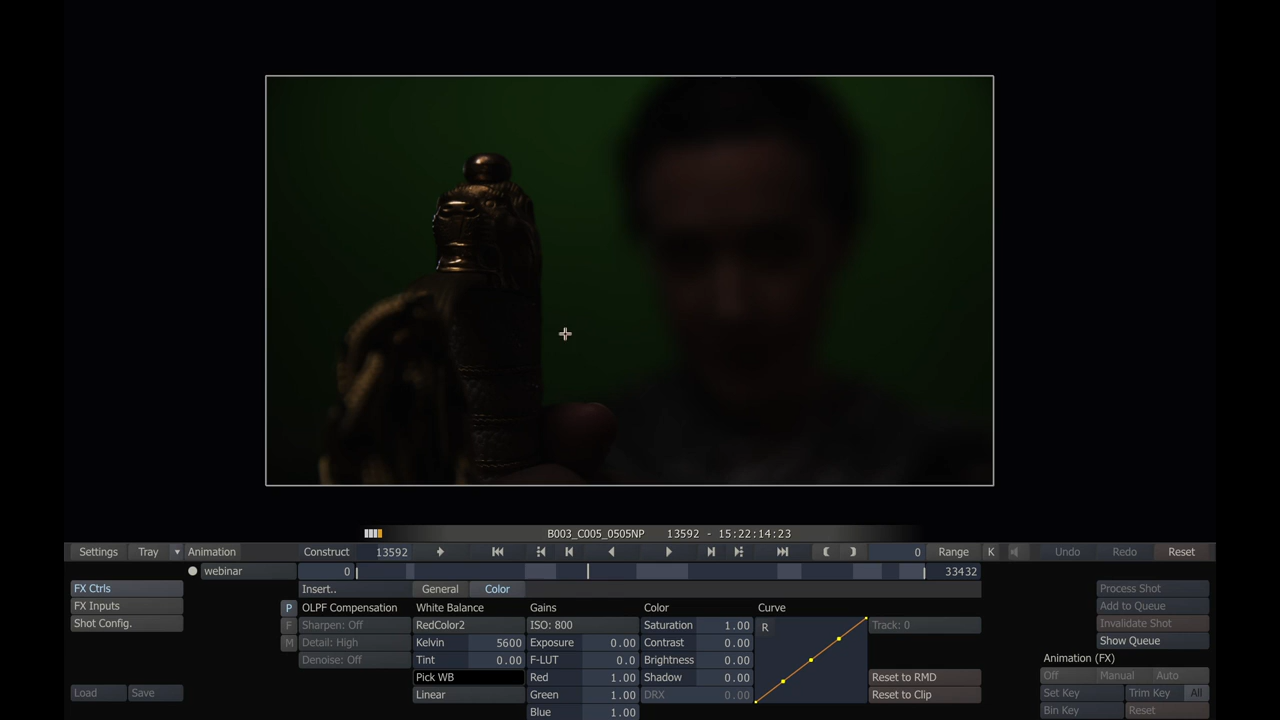 B003_C005_0505NP 13592 - 15:22:14:23
Settings Tray Animation Construct 13592 0 Range K Undo Redo Reset
webinar 0 33432
FX Ctrls Insert.. General Color Process Shot
FX Inputs P OLPF Compensation White Balance Gains Color Curve Add to Queue
Shot Config. F Sharpen: Off RedColor2 ISO: 800 Saturation 1.00 R Track: 0 Invalidate Shot
M Detail: High Kelvin 5600 Exposure 0.00 Contrast 0.00 Show Queue
Denoise: Off Tint 0.00 F-LUT 0.0 Brightness 0.00 Animation (FX)
Pick WB Red 1.00 Shadow 0.00 Reset to RMD Off Manual Auto
Load Save Linear Green 1.00 DRX 0.00 Reset to Clip Set Key Trim Key All
Blue 1.00 Bin Key Reset